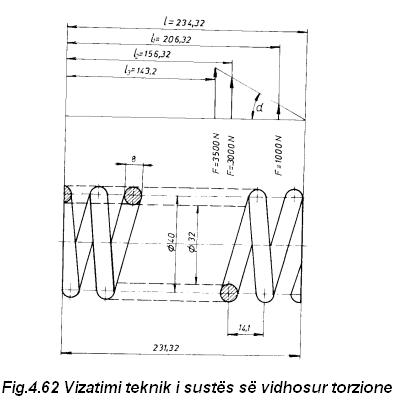 l = 234,32
l₁= 206,32
l₂=156,32
l₃=143,2
d
F=3500 N
F=3000 N
F=1000 N
8
Φ40
Φ32
14,1
231,32
Fig.4.62 Vizatimi teknik i sustës së vidhosur torzione